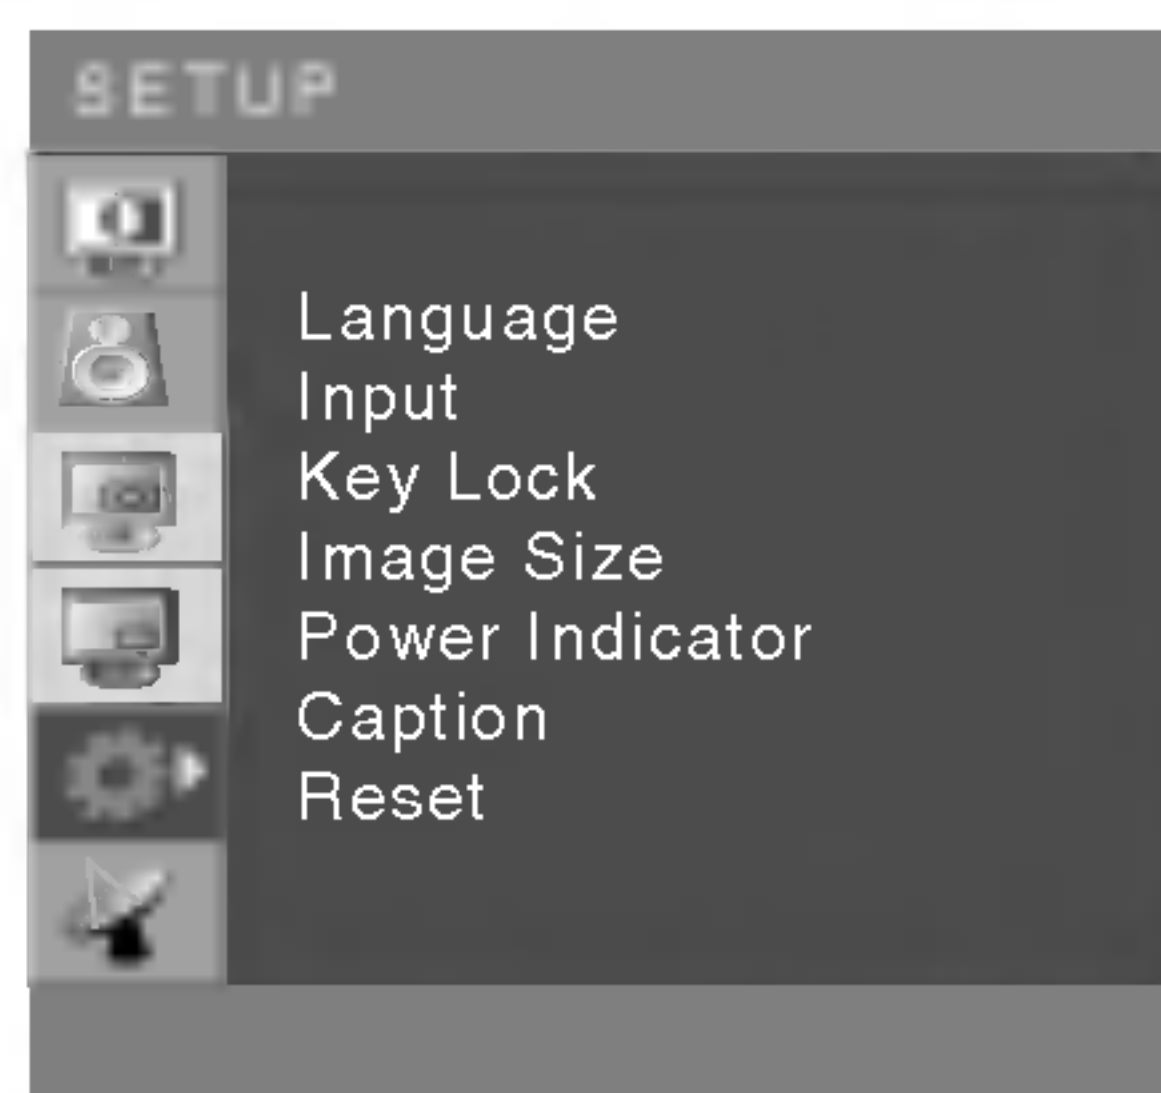 SETUP
Language
Input
Key Lock
Image Size
Power Indicator
Caption
Reset